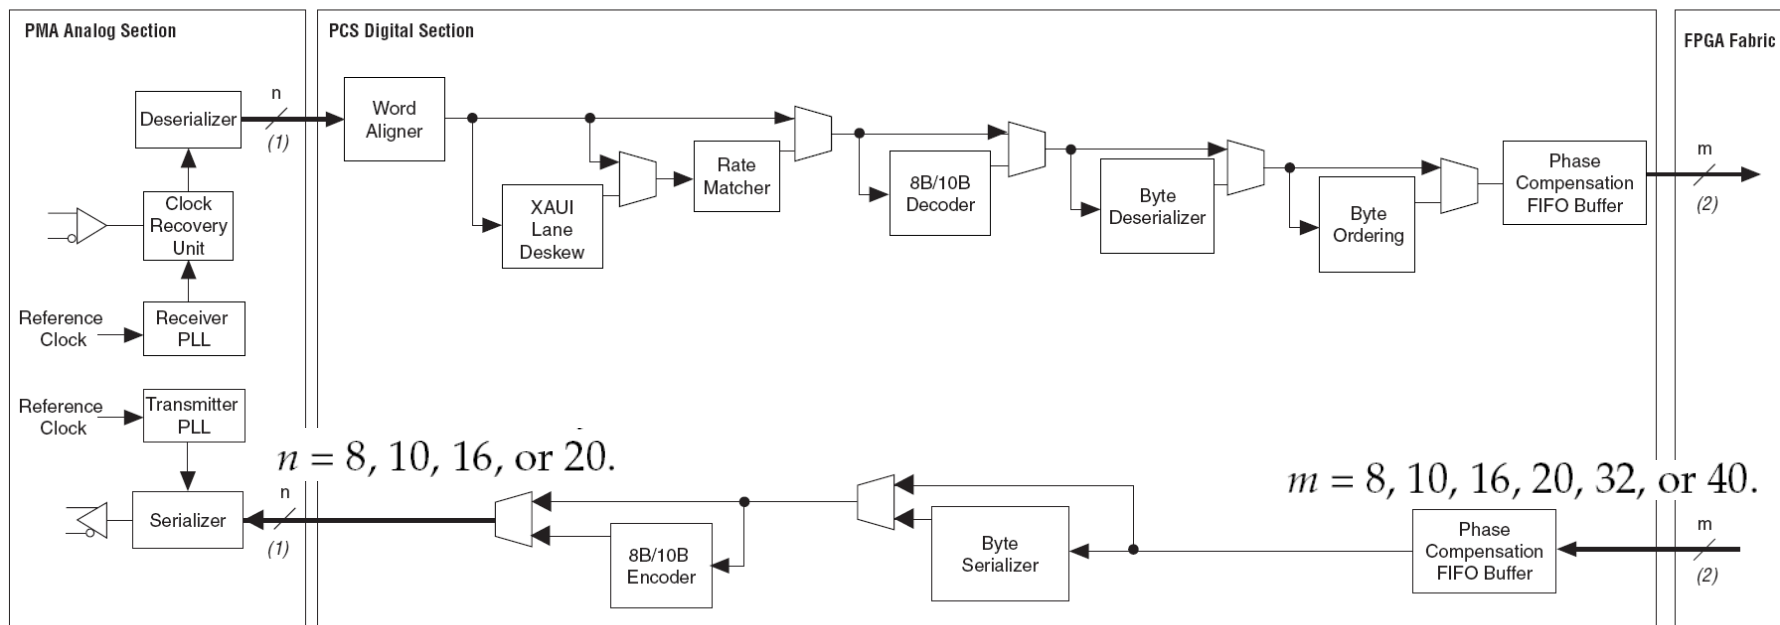 PMA Analog Section
PCS Digital Section
FPGA Fabric
Deserializer
n
(1)
Word
Aligner
Clock
Recovery
Unit
Reference
Clock
Receiver
PLL
XAUI
Lane
Deskew
Rate
Matcher
8B/10B
Decoder
Byte
Deserializer
Byte
Ordering
Phase
Compensation
FIFO Buffer
m
(2)
Reference
Clock
Transmitter
PLL
n = 8, 10, 16, or 20.
m = 8, 10, 16, 20, 32, or 40.
Serializer
n
(1)
8B/10B
Encoder
Byte
Serializer
Phase
Compensation
FIFO Buffer
m
(2)